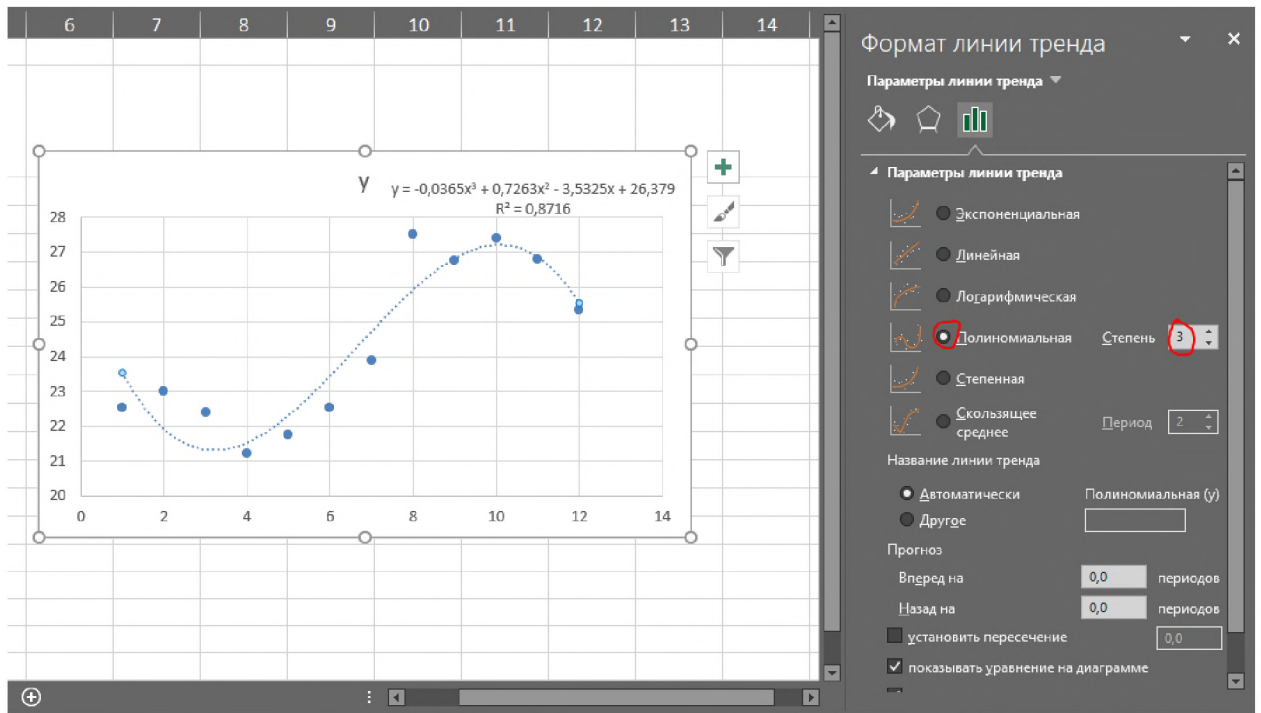 6 7 8 9 10 11 12 13 14
y
y = -0,0365x³ + 0,7263x² - 3,5325x + 26,379
R² = 0,8716
28
27
26
25
24
23
22
21
20
0 2 4 6 8 10 12 14
Формат линии тренда
Параметры линии тренда
Параметры линии тренда
Экспоненциальная
Линейная
Логарифмическая
Полиномиальная Степень 3
Степенная
Скользящее
среднее
Период 2
Название линии тренда
Автоматически Полиномиальная (y)
Другое
Прогноз
Вперед на 0,0 периодов
Назад на 0,0 периодов
установить пересечение 0,0
показывать уравнение на диаграмме